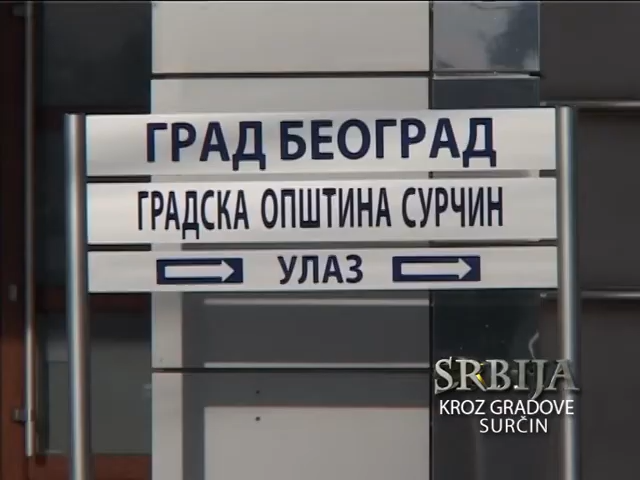 ГРАД БЕОГРАД
ГРАДСКА ОПШТИНА СУРЧИН
УЛАЗ
SRBIJA
KROZ GRADOVE
SURČIN